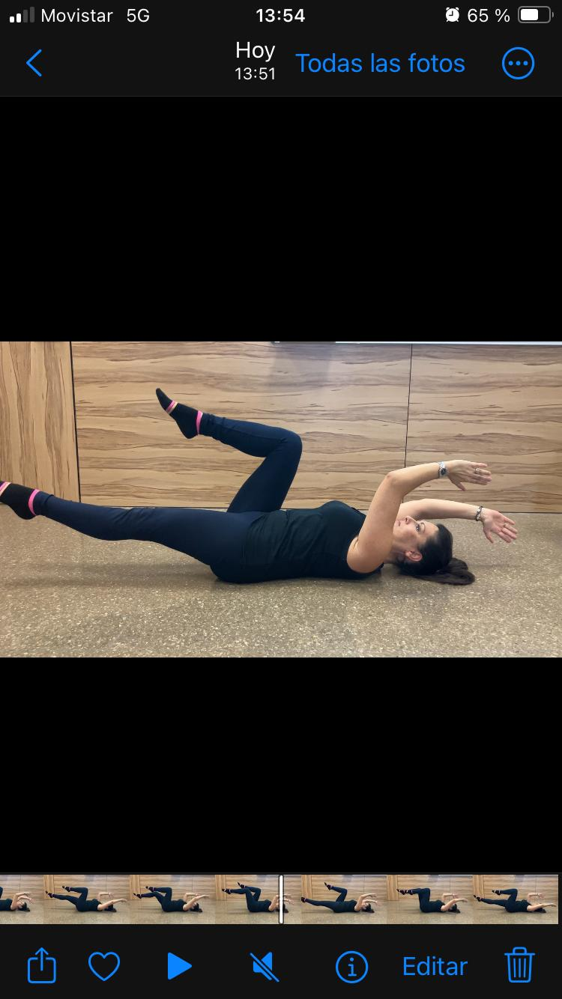 Movistar 5G 13:54 65 %
Hoy
13:51
Todas las fotos
Editar